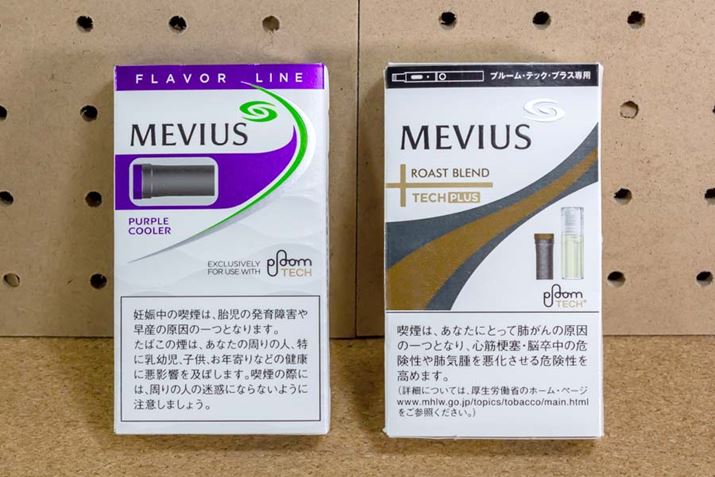 FLAVOR LINE
MEVIUS
PURPLE
COOLER
EXCLUSIVELY
FOR USE WITH
Ploom
TECH
妊娠中の喫煙は、胎児の発育障害や
早産の原因の一つとなります。
たばこの煙は、あなたの周りの人、特
に乳幼児、子供、お年寄りなどの健康
に悪影響を及ぼします。喫煙の際に
は、周りの人の迷惑にならないように
注意しましょう。
プルーム・テック・プラス専用
MEVIUS
ROAST BLEND
TECH PLUS
Ploom
TECH+
喫煙は、あなたにとって肺がんの原因
の一つとなり、心筋梗塞・脳卒中の危
険性や肺気腫を悪化させる危険性を
高めます。
(詳細については、厚生労働省のホーム・ページ
www.mhlw.go.jp/topics/tobacco/main.html
をご参照ください。)